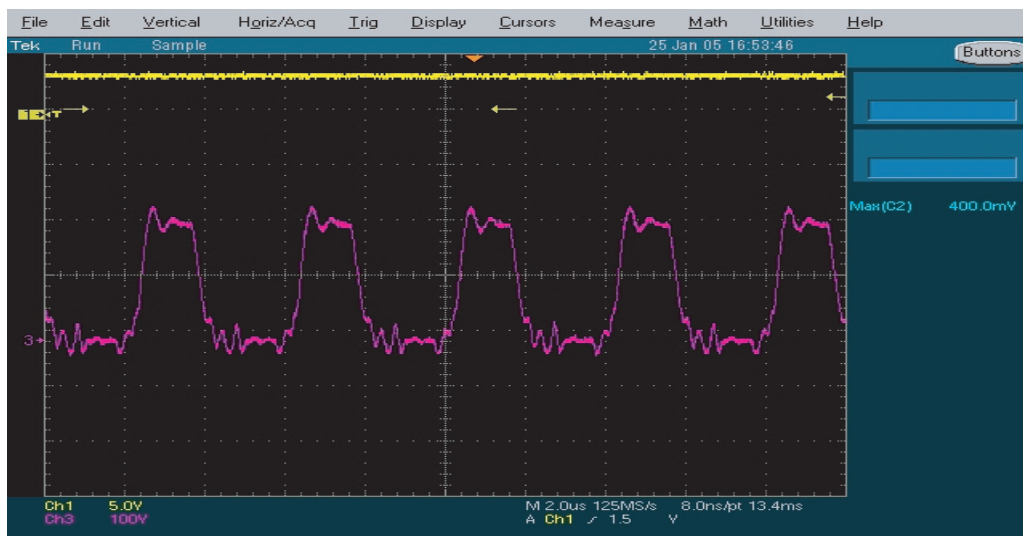 File Edit Vertical Horiz/Acq Trig Display Cursors Measure Math Utilities Help
Tek Run Sample 25 Jan 05 16:53:46
Buttons
1 T
Max(C2) 400.0mV
3
Ch1 5.0V M 2.0us 125MS/s 8.0ns/pt 13.4ms
Ch3 100V A Ch1 / 1.5 V